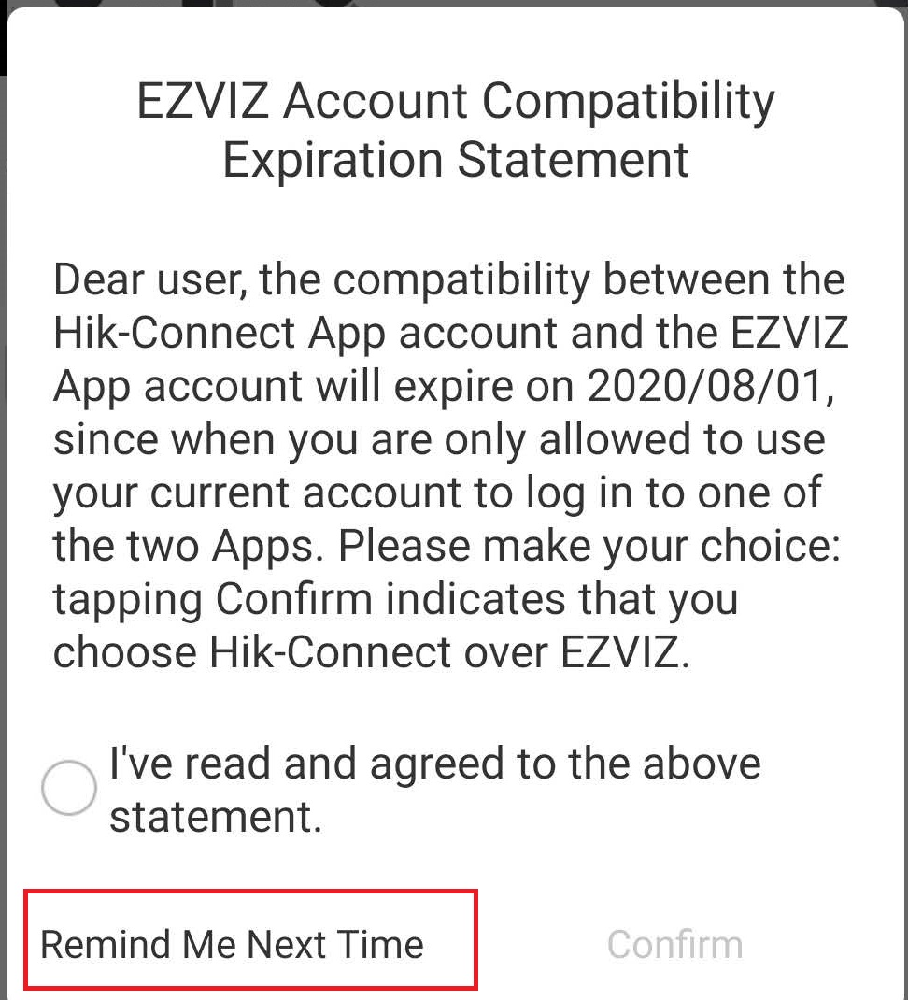 EZVIZ Account Compatibility
Expiration Statement
Dear user, the compatibility between the
Hik-Connect App account and the EZVIZ
App account will expire on 2020/08/01,
since when you are only allowed to use
your current account to log in to one of
the two Apps. Please make your choice:
tapping Confirm indicates that you
choose Hik-Connect over EZVIZ.
I've read and agreed to the above
statement.
Remind Me Next Time
Confirm